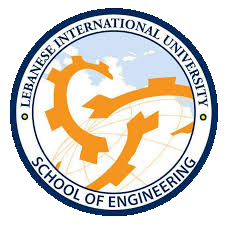 LEBANESE INTERNATIONAL UNIVERSITY
SCHOOL OF ENGINEERING